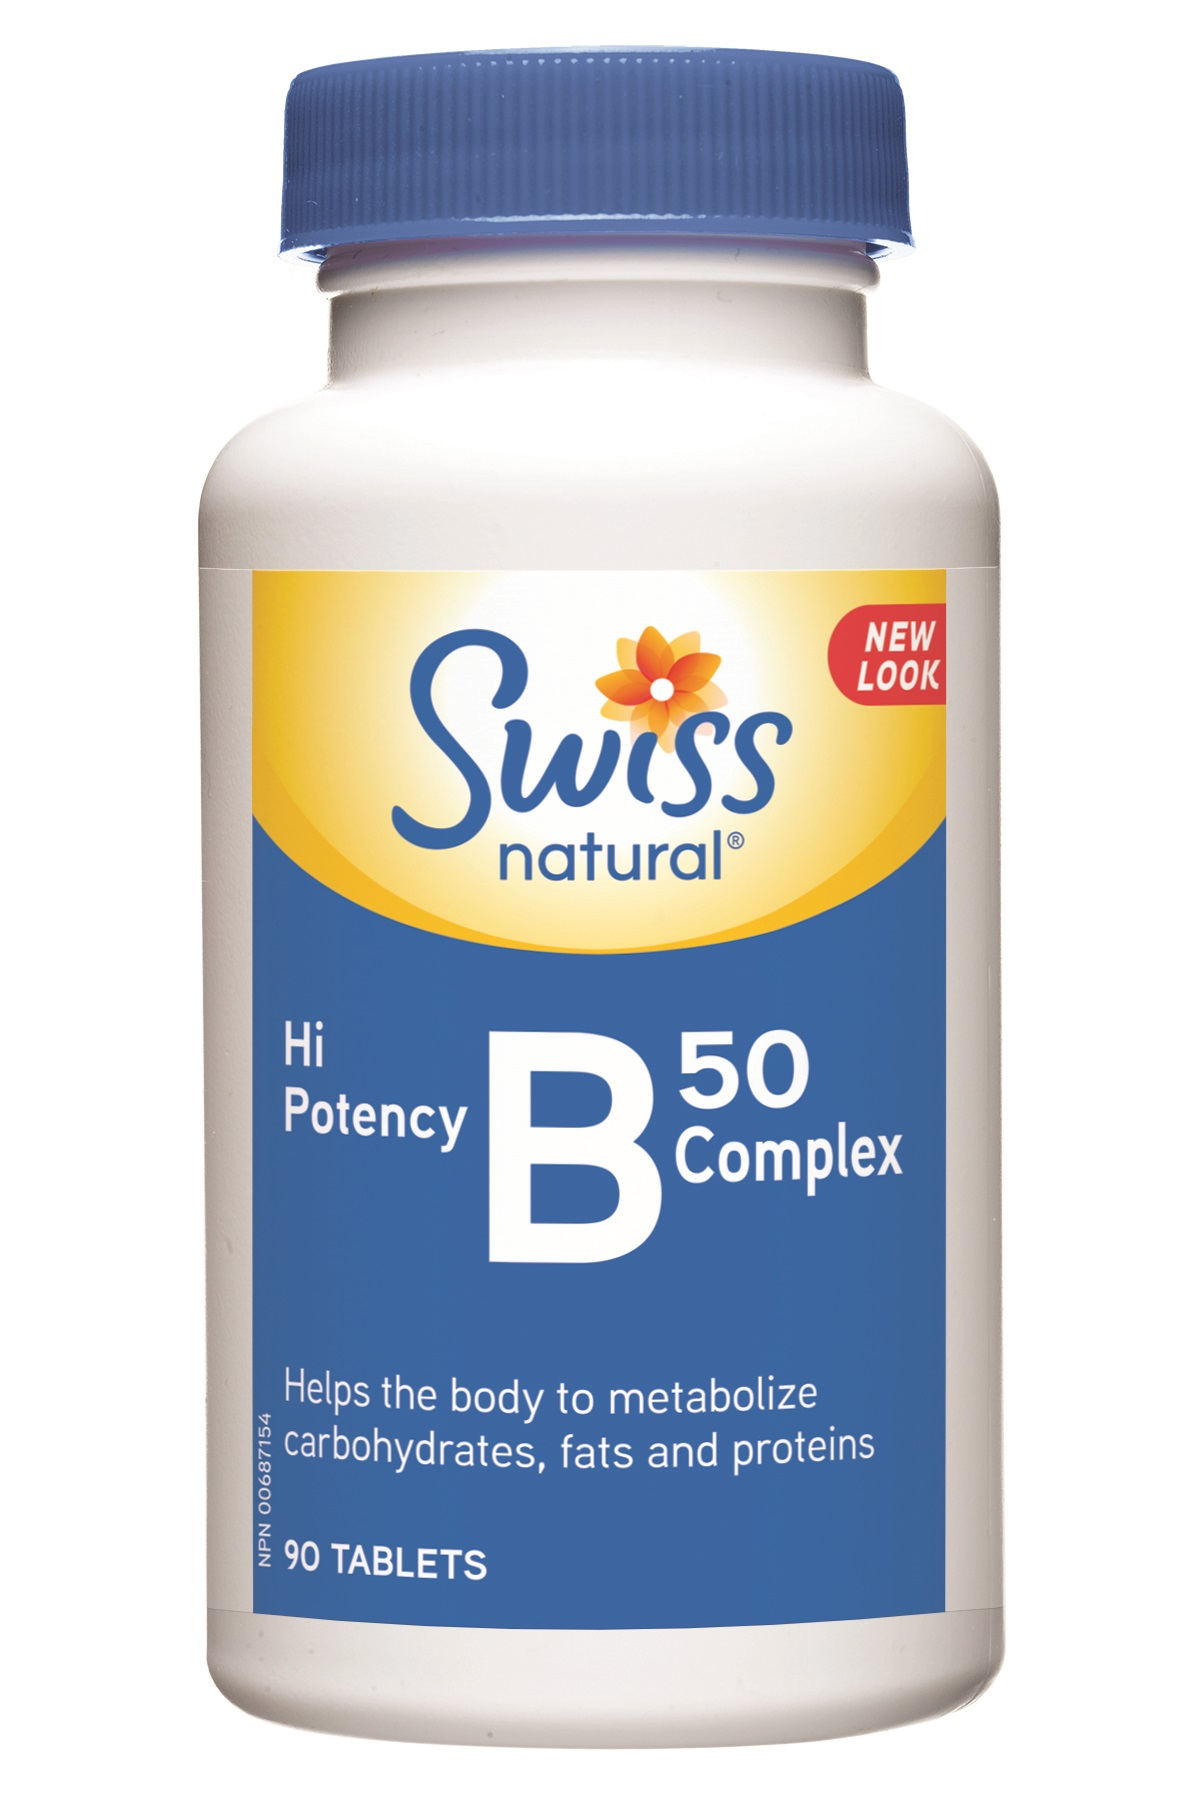 NEW
LOOK
Swiss
natural®
Hi
Potency
B
50
Complex
Helps the body to metabolize
carbohydrates, fats and proteins
90 TABLETS
NPN 00687154